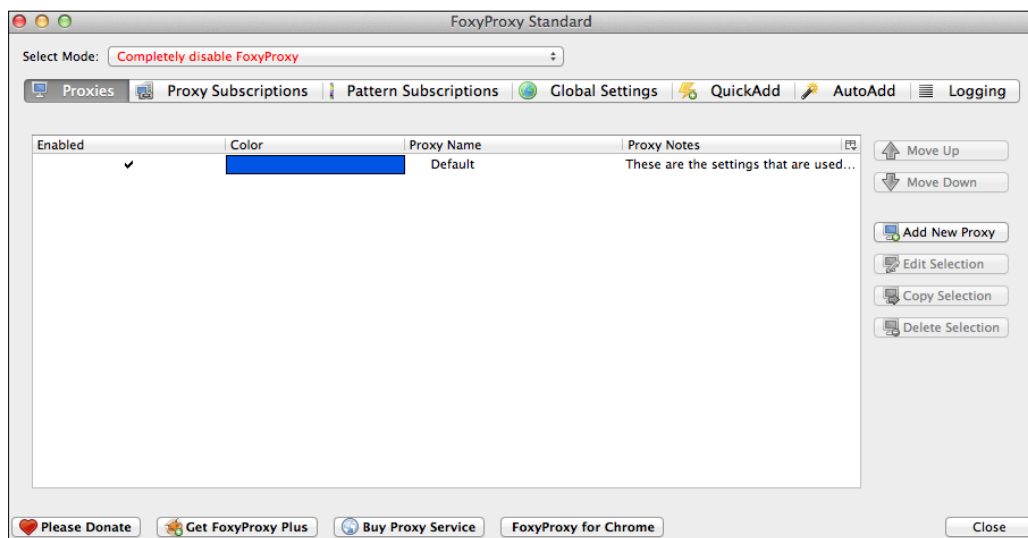 FoxyProxy Standard
Select Mode: Completely disable FoxyProxy
Proxies Proxy Subscriptions Pattern Subscriptions Global Settings QuickAdd AutoAdd Logging
Enabled Color Proxy Name Proxy Notes
✔ Default These are the settings that are used...
Move Up
Move Down
Add New Proxy
Edit Selection
Copy Selection
Delete Selection
Please Donate Get FoxyProxy Plus Buy Proxy Service FoxyProxy for Chrome Close